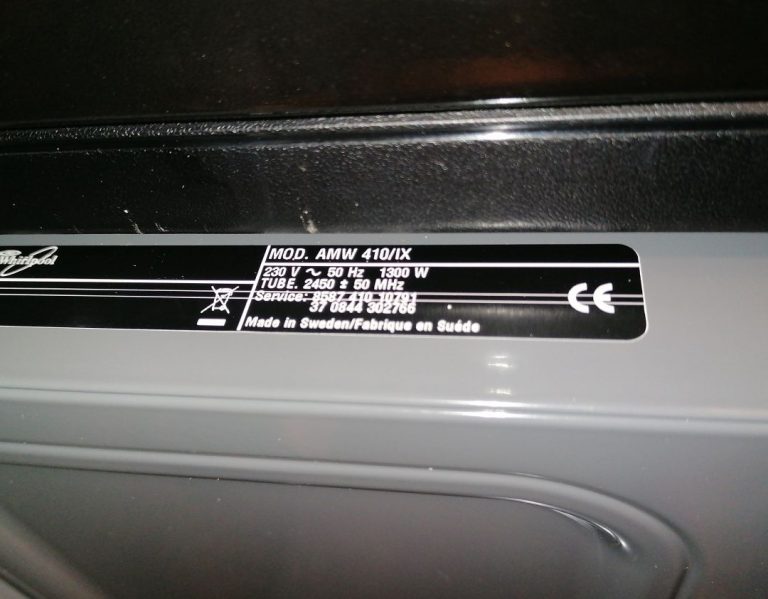 Whirlpool
MOD. AMW 410/IX
230 V ~ 50 Hz 1300 W
TUBE. 2450 ± 50 MHz
Service: 8587 410 10791
37 0844 302766
Made in Sweden/Fabrique en Suéde
CE